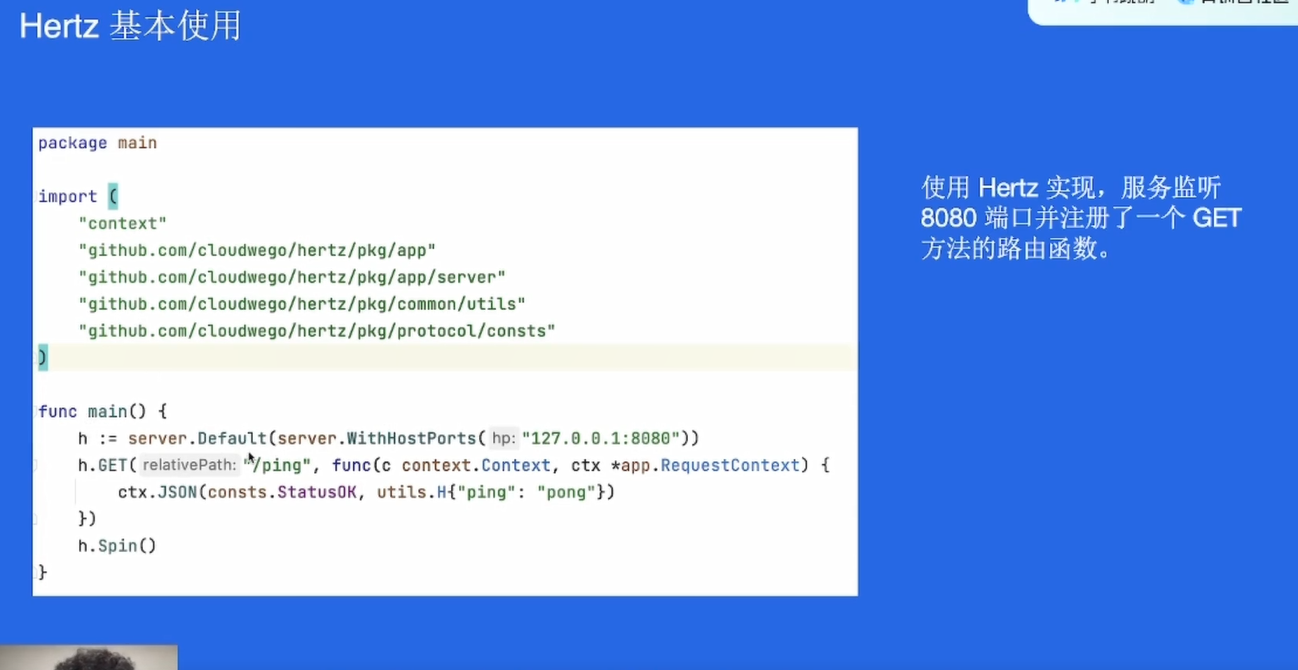 Hertz 基本使用
package main
import (
"context"
"github.com/cloudwego/hertz/pkg/app"
"github.com/cloudwego/hertz/pkg/app/server"
"github.com/cloudwego/hertz/pkg/common/utils"
"github.com/cloudwego/hertz/pkg/protocol/consts"
)
func main() {
h := server.Default(server.WithHostPorts( hp: "127.0.0.1:8080"))
h.GET( relativePath: "/ping", func(c context.Context, ctx *app.RequestContext) {
ctx.JSON(consts.StatusOK, utils.H{"ping": "pong"})
})
h.Spin()
}
使用 Hertz 实现，服务监听
8080 端口并注册了一个 GET
方法的路由函数。